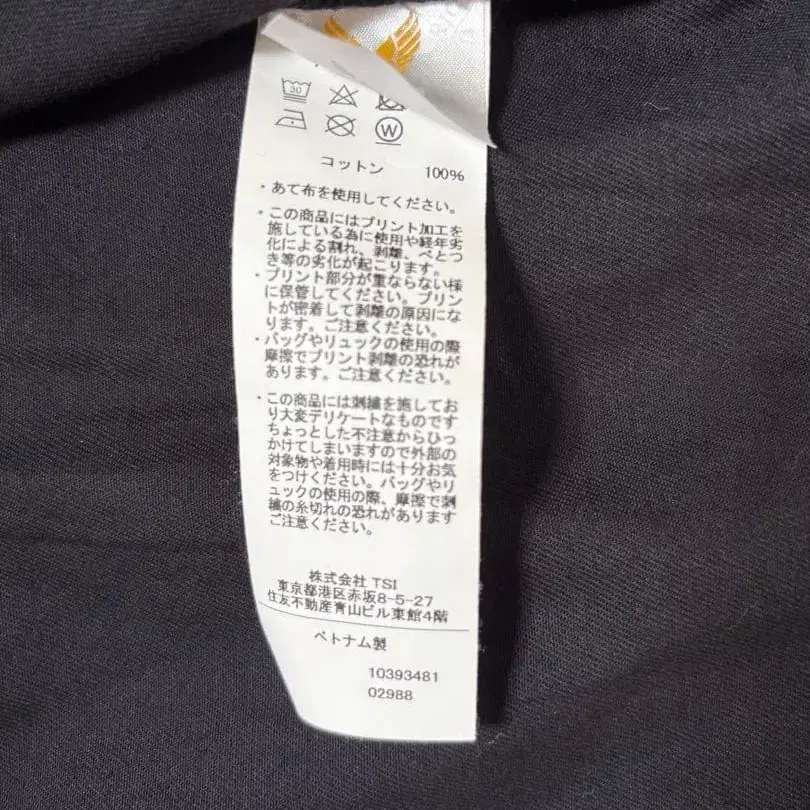 30
W
コットン 100%
・あて布を使用してください。
・この商品にはプリント加工を
施している為に使用や経年劣
化による割れ、剥離、べとつ
き等の劣化が起こります。
・プリント部分が重ならない様
に保管してください。プリン
トが密着して剥離の原因にな
ります。ご注意ください。
・バッグやリュックの使用の際
摩擦でプリント剥離の恐れが
あります。ご注意ください。
・この商品には刺繍を施してお
り大変デリケートなものです
ちょっとした不注意からひっ
かけてしまいますので外部の
対象物や着用時には十分お気
をつけください。バッグやリ
ュックの使用の際、摩擦で刺
繍の糸切れの恐れがあります
ご注意ください。
株式会社 TSI
東京都港区赤坂8-5-27
住友不動産青山ビル東館4階
ベトナム製
10393481
02988